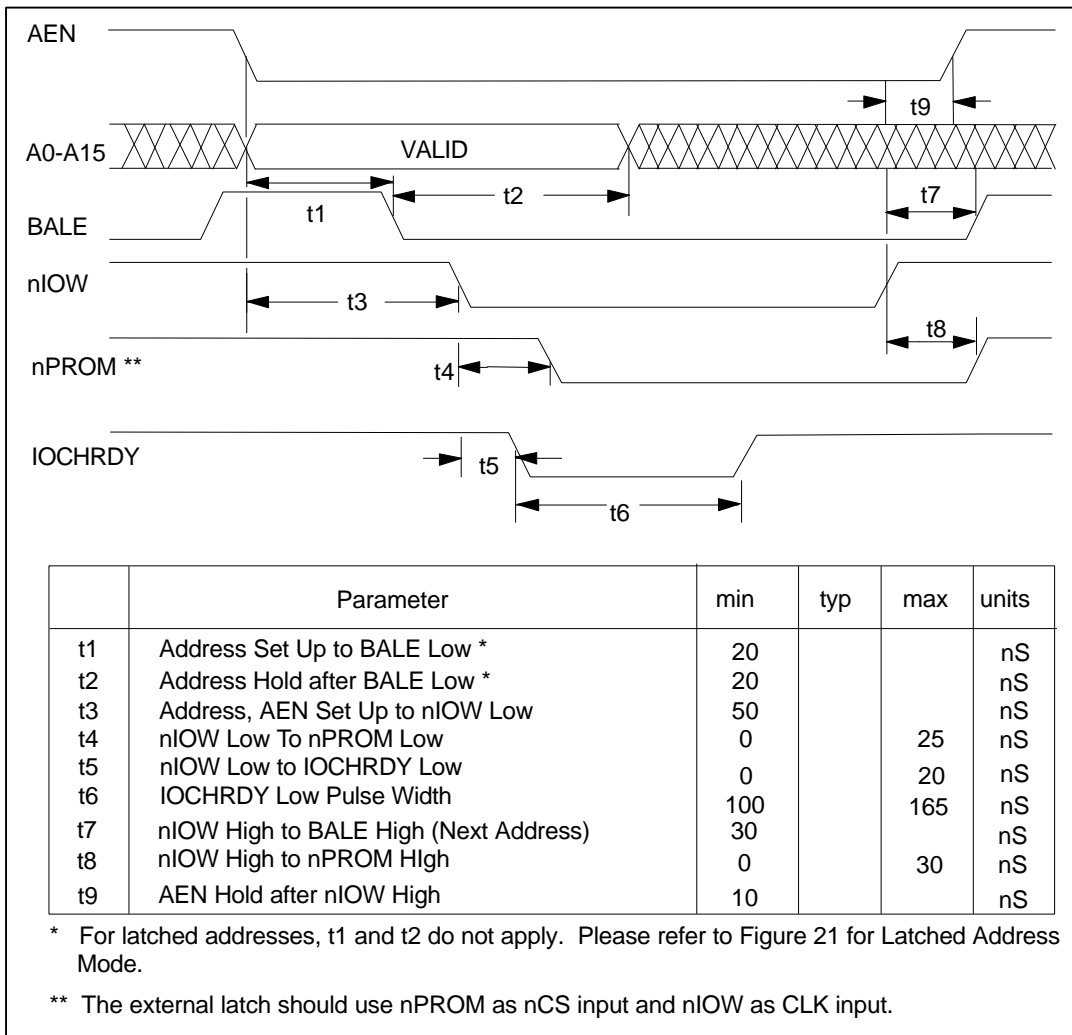 AEN
t9
A0-A15
VALID
t1
t2
t7
BALE
nIOW
t3
t8
nPROM **
t4
IOCHRDY
t5
t6
Parameter min typ max units
t1 Address Set Up to BALE Low * 20 nS
t2 Address Hold after BALE Low * 20 nS
t3 Address, AEN Set Up to nIOW Low 50 nS
t4 nIOW Low To nPROM Low 0 25 nS
t5 nIOW Low to IOCHRDY Low 0 20 nS
t6 IOCHRDY Low Pulse Width 100 165 nS
t7 nIOW High to BALE High (Next Address) 30 nS
t8 nIOW High to nPROM HIgh 0 30 nS
t9 AEN Hold after nIOW High 10 nS
* For latched addresses, t1 and t2 do not apply. Please refer to Figure 21 for Latched Address
Mode.
** The external latch should use nPROM as nCS input and nIOW as CLK input.